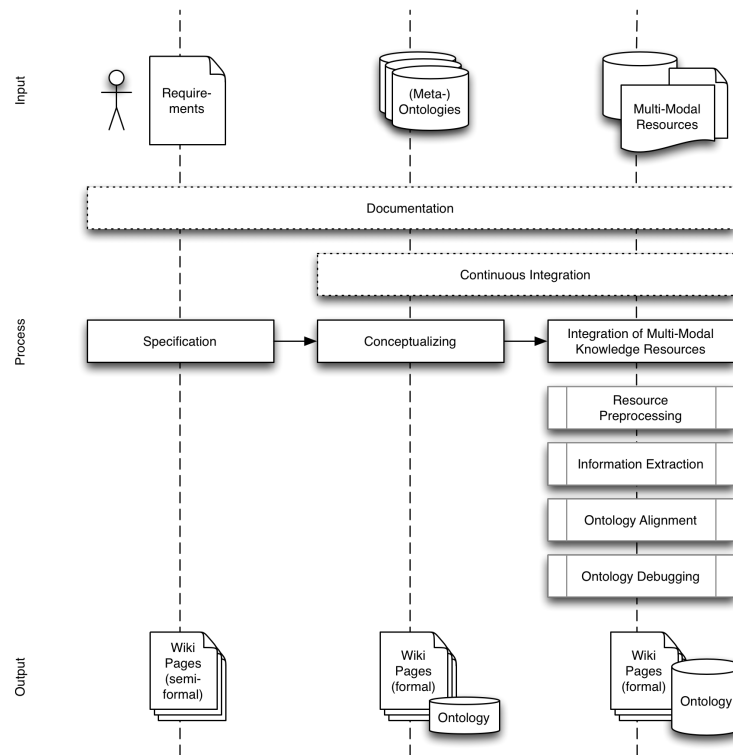 Input
Require-
ments
(Meta-)
Ontologies
Multi-Modal
Resources
Documentation
Continuous Integration
Process
Specification
Conceptualizing
Integration of Multi-Modal
Knowledge Resources
Resource
Preprocessing
Information Extraction
Ontology Alignment
Ontology Debugging
Output
Wiki
Pages
(semi-
formal)
Wiki
Pages
(formal)
Ontology
Wiki
Pages
(formal)
Ontology